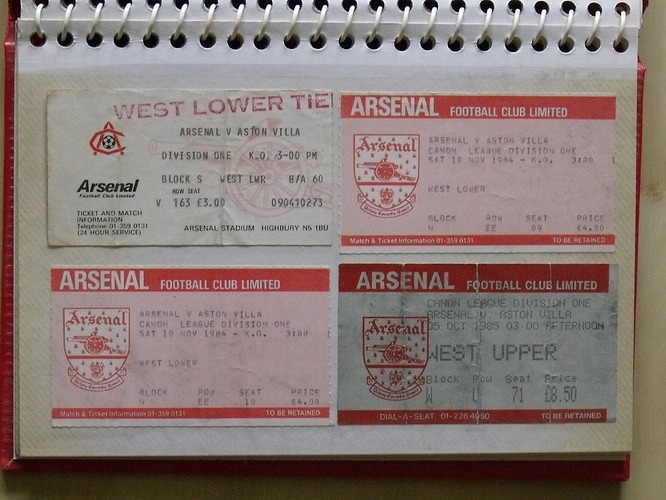 WEST LOWER TIE
ARSENAL V ASTON VILLA
DIVISION ONE K.O. 3-00 PM
BLOCK S WEST LWR B/A 60
ROW SEAT
V 163 £3.00 090410273
Arsenal
Football Club Limited
TICKET AND MATCH
INFORMATION
Telephone 01-359 0131
(24 HOUR SERVICE)
ARSENAL STADIUM HIGHBURY N5 1BU
ARSENAL FOOTBALL CLUB LIMITED
Arsenal
ARSENAL V ASTON VILLA
CANON LEAGUE DIVISION ONE
SAT 10 NOV 1984 - K.O. 3:00
WEST LOWER
BLOCK ROW SEAT PRICE
N EE 09 £4.00
Match & Ticket Information 01-359 0131 TO BE RETAINED
ARSENAL FOOTBALL CLUB LIMITED
Arsenal
ARSENAL V ASTON VILLA
CANON LEAGUE DIVISION ONE
SAT 10 NOV 1984 - K.O. 3:00
WEST LOWER
BLOCK ROW SEAT PRICE
N EE 10 £4.00
Match & Ticket Information 01-359 0131 TO BE RETAINED
ARSENAL FOOTBALL CLUB LIMITED
Arsenal
CANON LEAGUE DIVISION ONE
ARSENAL V. ASTON VILLA
05 OCT 1985 03:00 AFTERNOON
WEST UPPER
Block Row Seat Price
W 71 £8.50
DIAL-A-SEAT. 01-226 4050 TO BE RETAINED